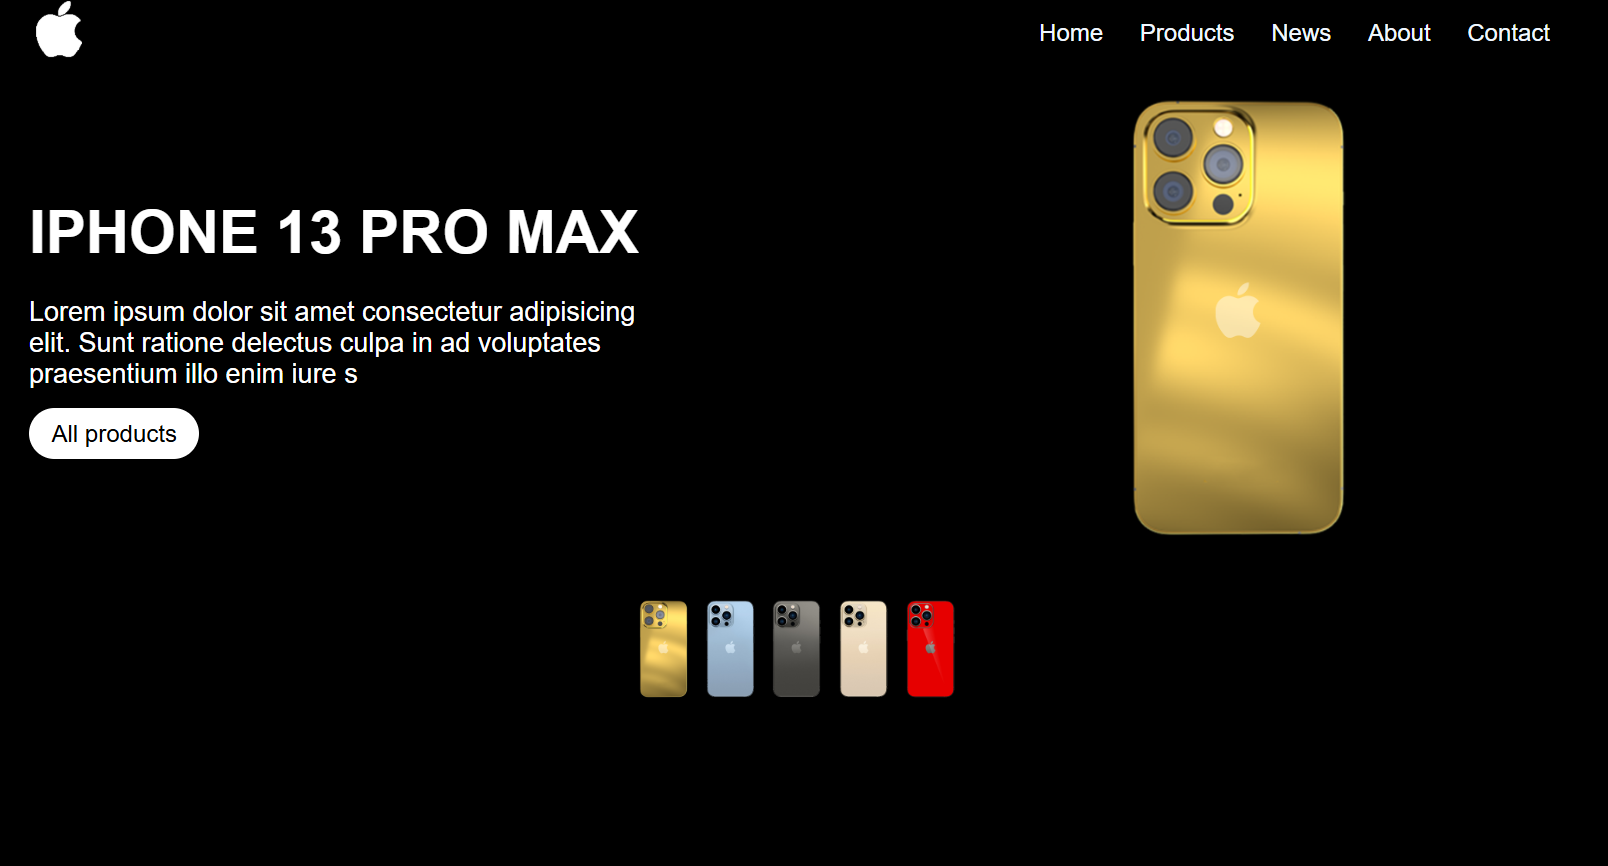 Home Products News About Contact
IPHONE 13 PRO MAX
Lorem ipsum dolor sit amet consectetur adipisicing
elit. Sunt ratione delectus culpa in ad voluptates
praesentium illo enim iure s
All products